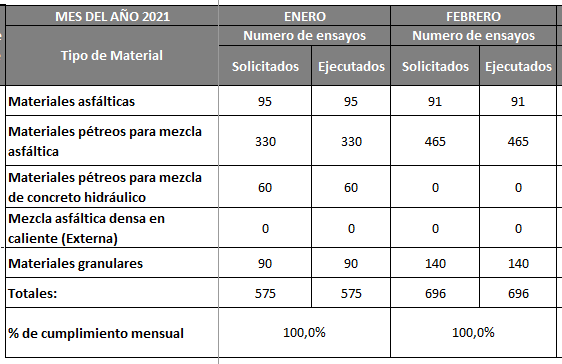 MES DEL AÑO 2021 ENERO FEBRERO
e Numero de ensayos Numero de ensayos
Tipo de Material Solicitados Ejecutados Solicitados Ejecutados
Materiales asfálticas 95 95 91 91
Materiales pétreos para mezcla
asfáltica 330 330 465 465
Materiales pétreos para mezcla
de concreto hidráulico 60 60 0 0
Mezcla asfáltica densa en
caliente (Externa) 0 0 0 0
Materiales granulares 90 90 140 140
Totales: 575 575 696 696
% de cumplimiento mensual 100,0% 100,0%